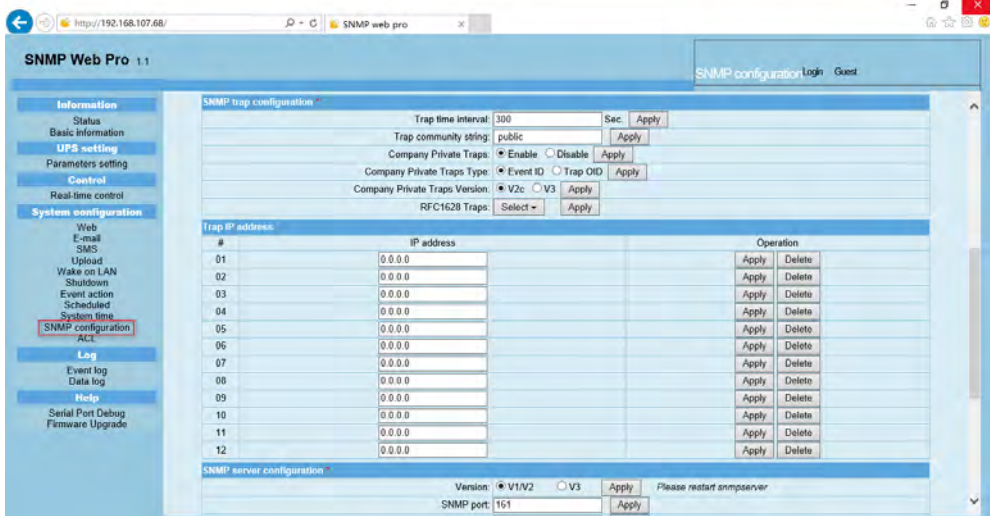 http://192.168.107.68/
SNMP web pro
SNMP Web Pro 1.1
SNMP configuration Login Guest
Information
Status
Basic information
UPS setting
Parameters setting
Control
Real-time control
System configuration
Web
E-mail
SMS
Upload
Wake on LAN
Shutdown
Event action
Scheduled
System time
SNMP configuration
ACL
Log
Event log
Data log
Help
Serial Port Debug
Firmware Upgrade
SNMP trap configuration *
Trap time interval: 300 Sec. Apply
Trap community string: public Apply
Company Private Traps: Enable Disable Apply
Company Private Traps Type: Event ID Trap OID Apply
Company Private Traps Version: V2c V3 Apply
RFC1628 Traps: Select Apply
Trap IP address
# IP address Operation
01 0.0.0.0 Apply Delete
02 0.0.0.0 Apply Delete
03 0.0.0.0 Apply Delete
04 0.0.0.0 Apply Delete
05 0.0.0.0 Apply Delete
06 0.0.0.0 Apply Delete
07 0.0.0.0 Apply Delete
08 0.0.0.0 Apply Delete
09 0.0.0.0 Apply Delete
10 0.0.0.0 Apply Delete
11 0.0.0.0 Apply Delete
12 0.0.0.0 Apply Delete
SNMP server configuration *
Version: V1/V2 V3 Apply Please restart snmpserver
SNMP port: 161 Apply